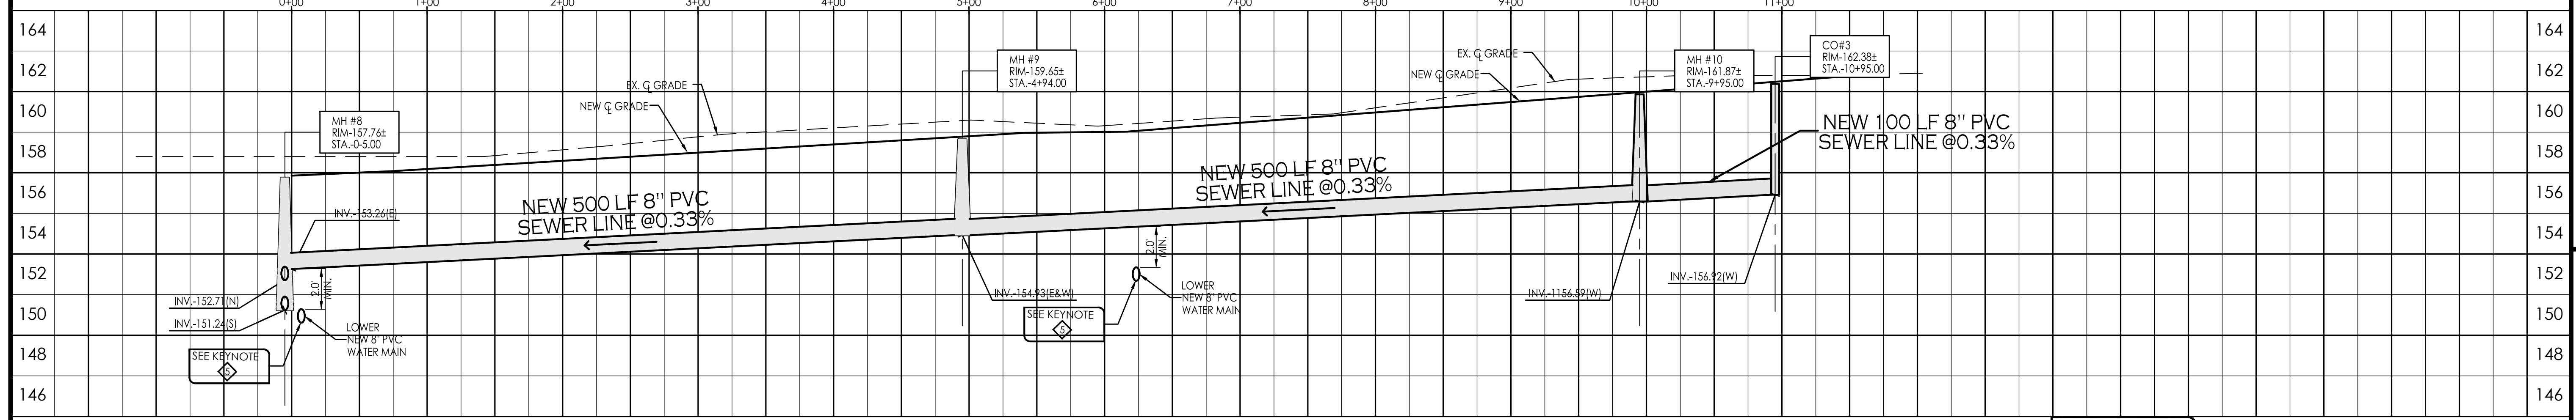 0+00 1+00 2+00 3+00 4+00 5+00 6+00 7+00 8+00 9+00 10+00 11+00
164 164
162 162
160 160
158 158
156 156
154 154
152 152
150 150
148 148
146 146
MH #8
RIM-157.76±
STA.-0-5.00
NEW ℄ GRADE
EX. ℄ GRADE
MH #9
RIM-159.65±
STA.-4+94.00
EX. ℄ GRADE
NEW ℄ GRADE
MH #10
RIM-161.87±
STA.-9+95.00
CO#3
RIM-162.38±
STA.-10+95.00
NEW 100 LF 8" PVC
SEWER LINE @0.33%
NEW 500 LF 8" PVC
SEWER LINE @0.33%
NEW 500 LF 8" PVC
SEWER LINE @0.33%
INV.-153.26(E)
INV.-152.71(N)
INV.-151.24(S)
2.0'
MIN.
LOWER
NEW 8" PVC
WATER MAIN
SEE KEYNOTE
5
INV.-154.93(E&W)
SEE KEYNOTE
5
2.0'
MIN.
LOWER
NEW 8" PVC
WATER MAIN
INV.-1156.59(W)
INV.-156.92(W)